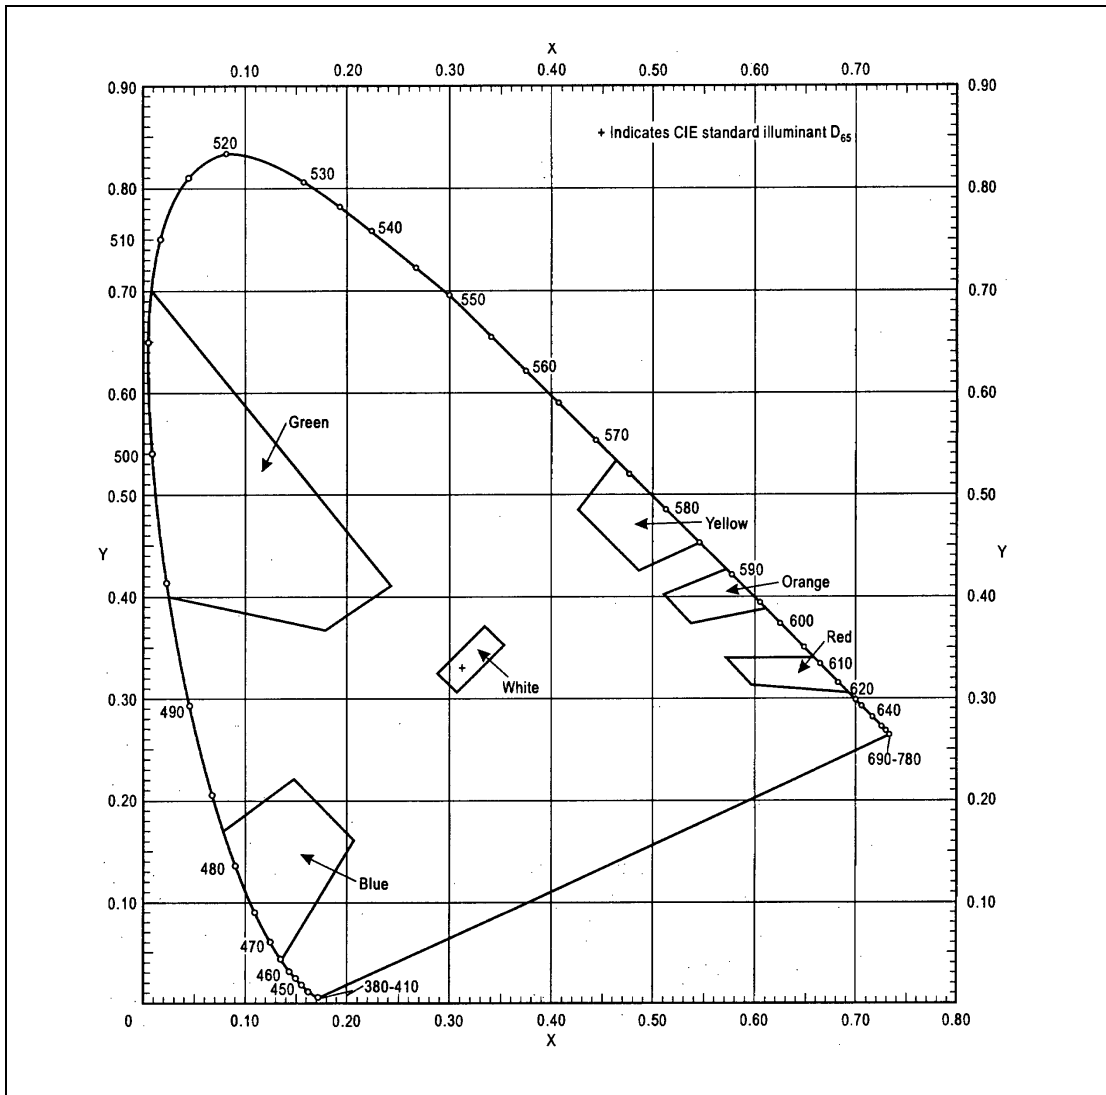 X
0.10 0.20 0.30 0.40 0.50 0.60 0.70
0.90 0.90
+ Indicates CIE standard illuminant D65
520
530
0.80 0.80
540
510
0.70 0.70
550
560
0.60 0.60
Green
570
500
0.50 0.50
580
Yellow
Y Y
590
Orange
0.40 0.40
600
Red
610
White
620
0.30 0.30
490
640
690-780
0.20 0.20
480
Blue
0.10 0.10
470
460
450
380-410
0 0.10 0.20 0.30 0.40 0.50 0.60 0.70 0.80
X